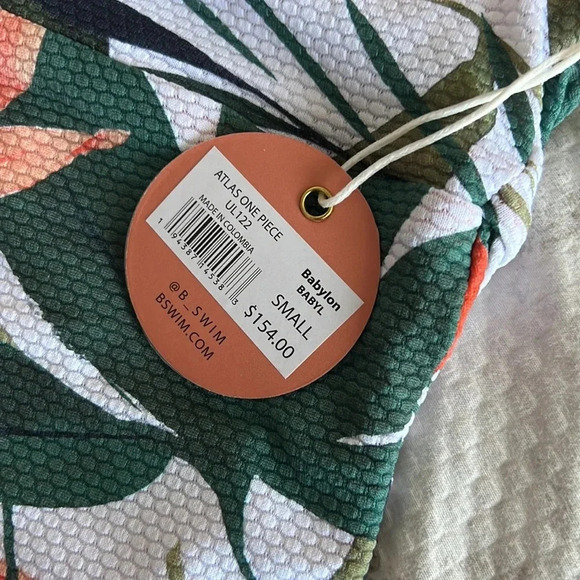 ATLAS ONE PIECE
UL122
MADE IN COLOMBIA
Babylon
BABYL
SMALL
$154.00
@B_SWIM
BSWIM.COM